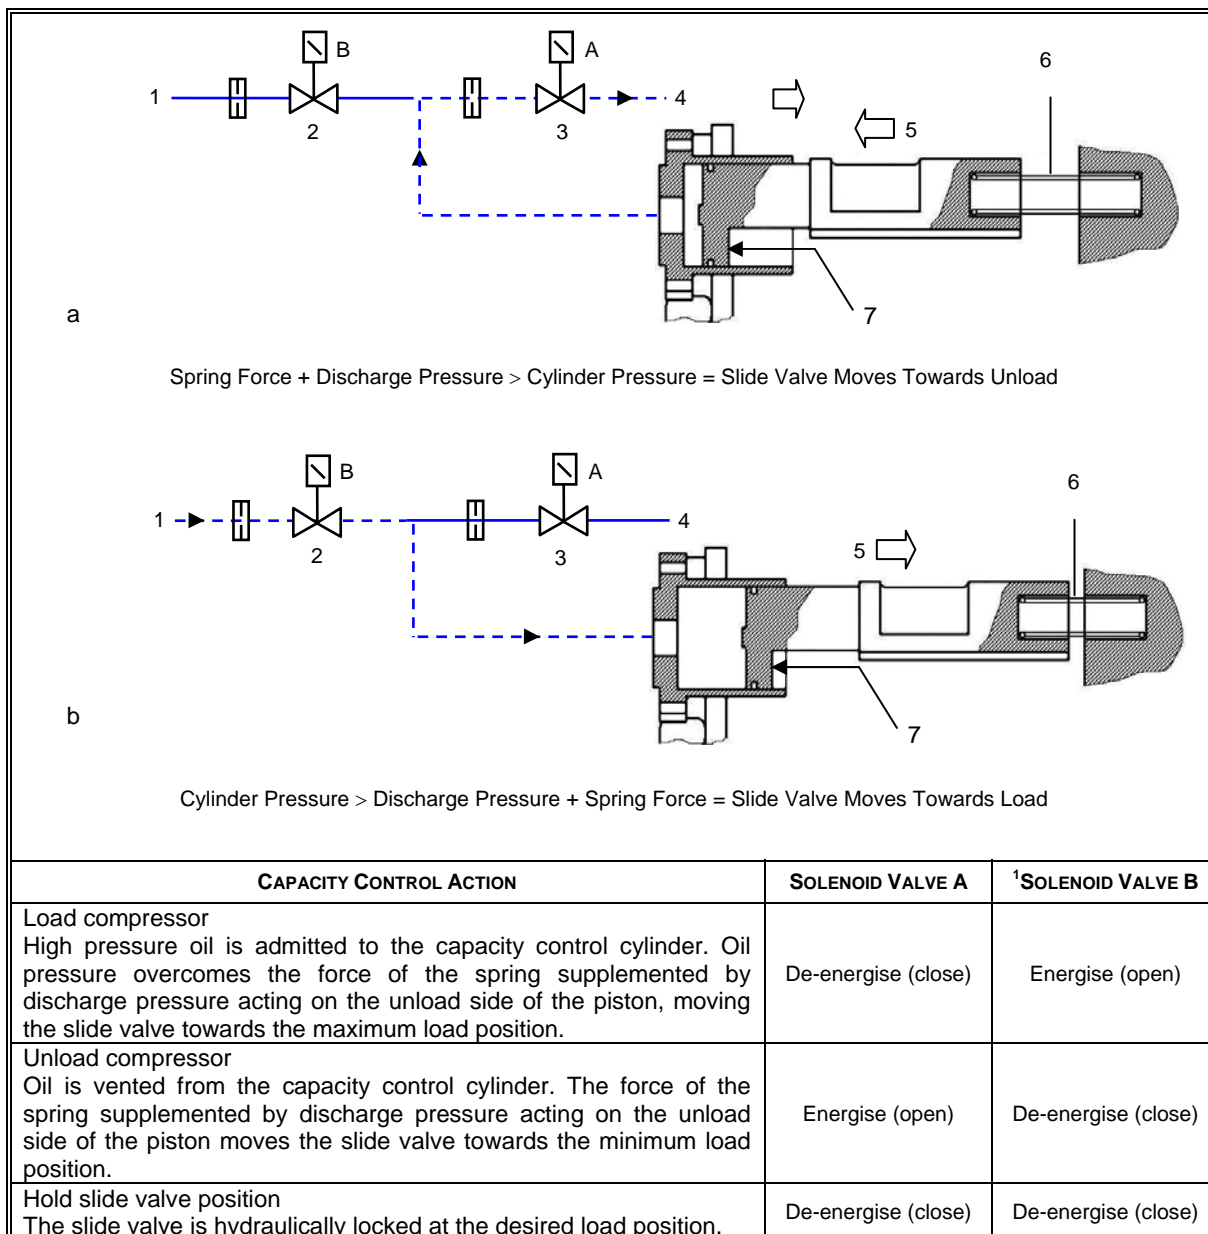 B
A
6
1
4
2
3
5
7
a
Spring Force + Discharge Pressure > Cylinder Pressure = Slide Valve Moves Towards Unload
B
A
6
1
4
2
3
5
7
b
Cylinder Pressure > Discharge Pressure + Spring Force = Slide Valve Moves Towards Load
CAPACITY CONTROL ACTION
SOLENOID VALVE A
¹SOLENOID VALVE B
Load compressor
High pressure oil is admitted to the capacity control cylinder. Oil
pressure overcomes the force of the spring supplemented by
discharge pressure acting on the unload side of the piston, moving
the slide valve towards the maximum load position.
De-energise (close)
Energise (open)
Unload compressor
Oil is vented from the capacity control cylinder. The force of the
spring supplemented by discharge pressure acting on the unload
side of the piston moves the slide valve towards the minimum load
position.
Energise (open)
De-energise (close)
Hold slide valve position
The slide valve is hydraulically locked at the desired load position.
De-energise (close)
De-energise (close)